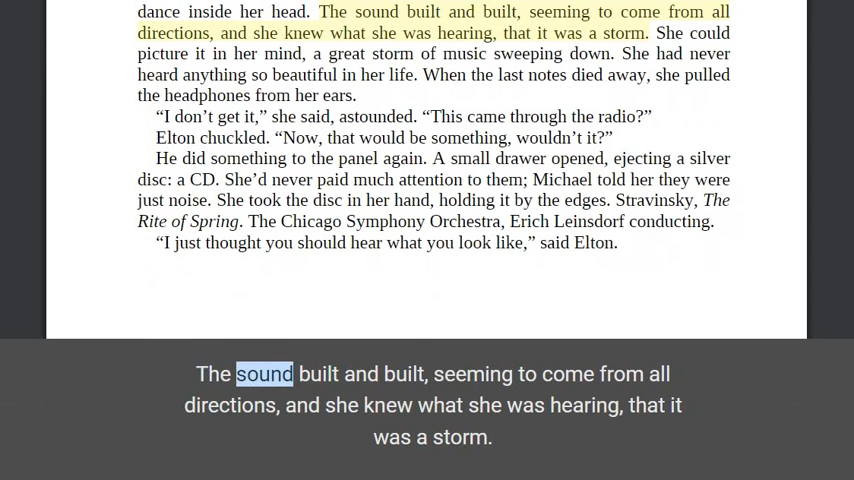 dance inside her head. The sound built and built, seeming to come from all
directions, and she knew what she was hearing, that it was a storm. She could
picture it in her mind, a great storm of music sweeping down. She had never
heard anything so beautiful in her life. When the last notes died away, she pulled
the headphones from her ears.
“I don’t get it,” she said, astounded. “This came through the radio?”
Elton chuckled. “Now, that would be something, wouldn’t it?”
He did something to the panel again. A small drawer opened, ejecting a silver
disc: a CD. She’d never paid much attention to them; Michael told her they were
just noise. She took the disc in her hand, holding it by the edges. Stravinsky, The
Rite of Spring. The Chicago Symphony Orchestra, Erich Leinsdorf conducting.
“I just thought you should hear what you look like,” said Elton.
The sound built and built, seeming to come from all
directions, and she knew what she was hearing, that it
was a storm.